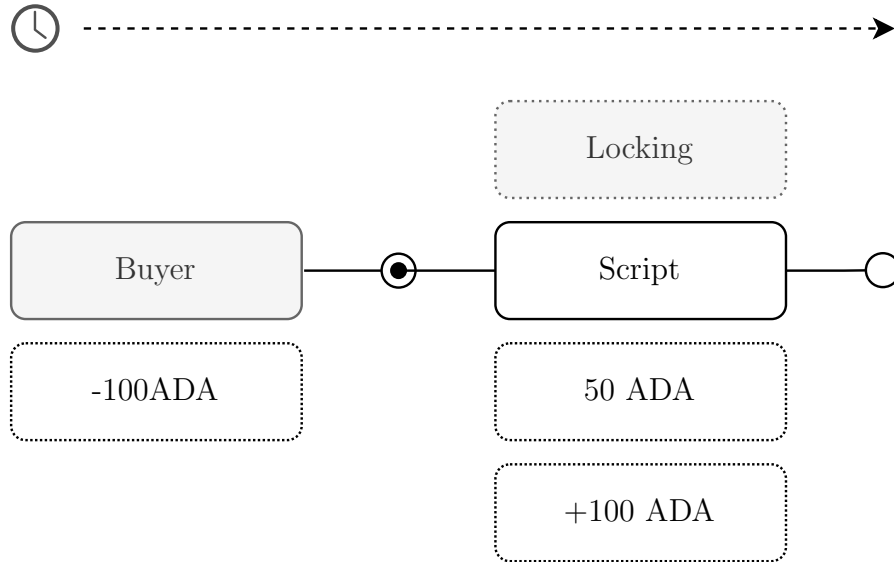 Locking
Buyer
Script
-100ADA
50 ADA
+100 ADA